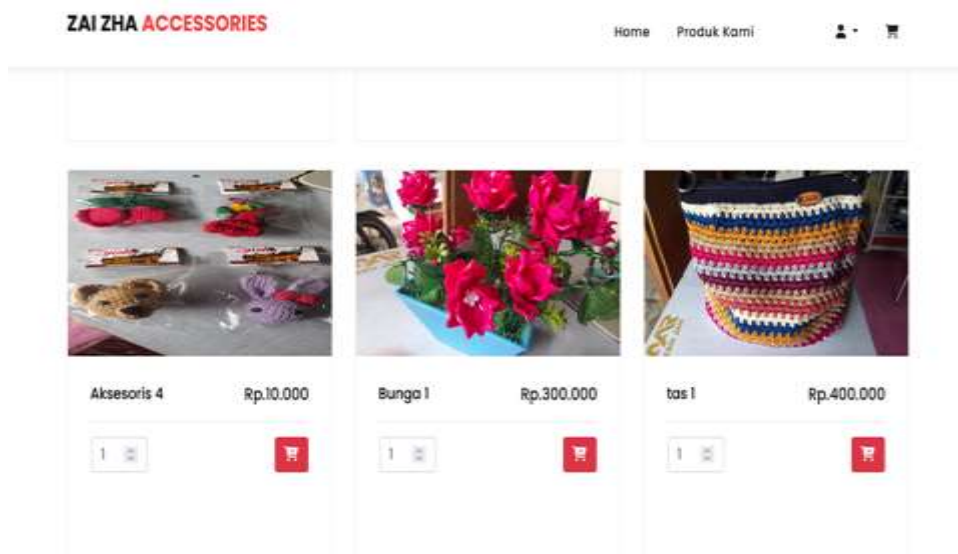 ZAI ZHA ACCESSORIES
Home Produk Kami
Aksesoris 4 Rp.10.000
Bunga 1 Rp.300.000
tas 1 Rp.400.000
1
1
1